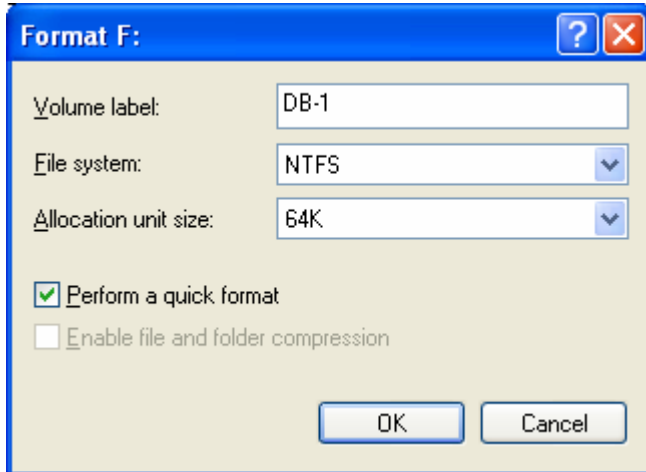 Format F:
Volume label: DB-1
File system: NTFS
Allocation unit size: 64K
Perform a quick format
Enable file and folder compression
OK Cancel